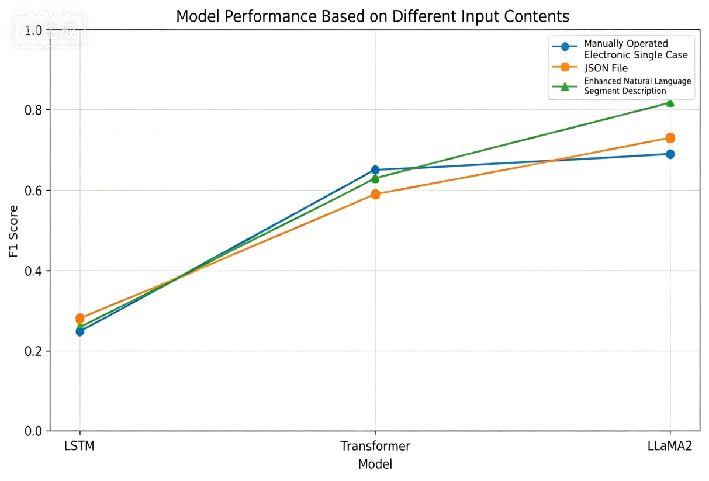 Model Performance Based on Different Input Contents
Manually Operated
Electronic Single Case
JSON File
Enhanced Natural Language
Segment Description
F1 Score
1.0
0.8
0.6
0.4
0.2
0.0
LSTM
Transformer
LLaMA2
Model